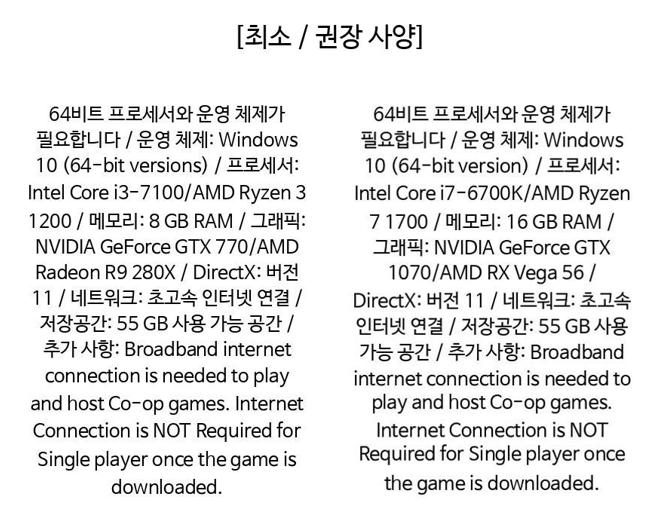 [최소 / 권장 사양]
64비트 프로세서와 운영 체제가
필요합니다 / 운영 체제: Windows
10 (64-bit versions) / 프로세서:
Intel Core i3-7100/AMD Ryzen 3
1200 / 메모리: 8 GB RAM / 그래픽:
NVIDIA GeForce GTX 770/AMD
Radeon R9 280X / DirectX: 버전
11 / 네트워크: 초고속 인터넷 연결 /
저장공간: 55 GB 사용 가능 공간 /
추가 사항: Broadband internet
connection is needed to play
and host Co-op games. Internet
Connection is NOT Required for
Single player once the game is
downloaded.
64비트 프로세서와 운영 체제가
필요합니다 / 운영 체제: Windows
10 (64-bit version) / 프로세서:
Intel Core i7-6700K/AMD Ryzen
7 1700 / 메모리: 16 GB RAM /
그래픽: NVIDIA GeForce GTX
1070/AMD RX Vega 56 /
DirectX: 버전 11 / 네트워크: 초고속
인터넷 연결 / 저장공간: 55 GB 사용
가능 공간 / 추가 사항: Broadband
internet connection is needed to
play and host Co-op games.
Internet Connection is NOT
Required for Single player once
the game is downloaded.